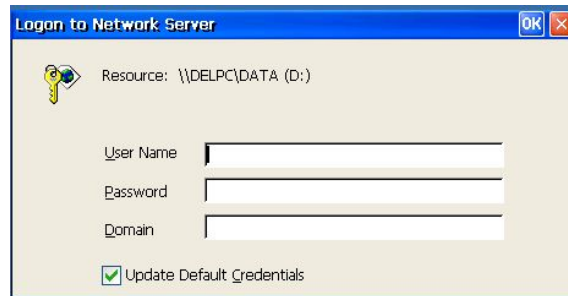 Logon to Network Server OK
Resource: \\DELPC\DATA (D:)
User Name
Password
Domain
Update Default Credentials